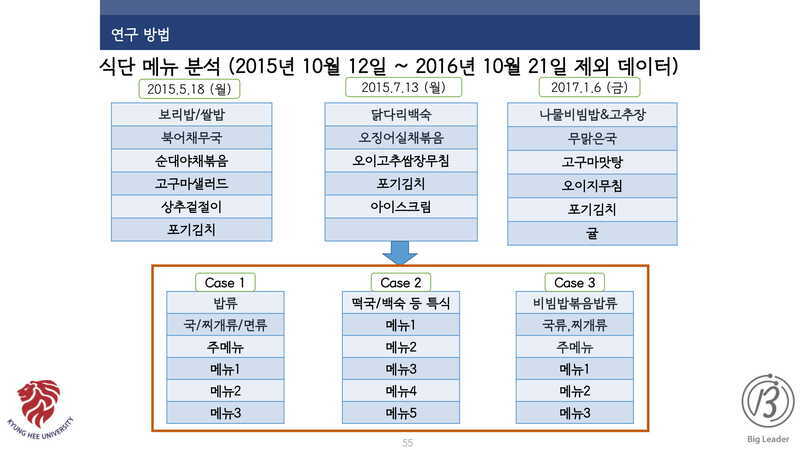 연구 방법
식단 메뉴 분석 (2015년 10월 12일 ~ 2016년 10월 21일 제외 데이터)
2015.5.18 (월)
보리밥/쌀밥
북어채무국
순대야채볶음
고구마샐러드
상추겉절이
포기김치
2015.7.13 (월)
닭다리백숙
오징어실채볶음
오이고추쌈장무침
포기김치
아이스크림
2017.1.6 (금)
나물비빔밥&고추장
무맑은국
고구마맛탕
오이지무침
포기김치
귤
Case 1
밥류
국/찌개류/면류
주메뉴
메뉴1
메뉴2
메뉴3
Case 2
떡국/백숙 등 특식
메뉴1
메뉴2
메뉴3
메뉴4
메뉴5
Case 3
비빔밥볶음밥류
국류,찌개류
주메뉴
메뉴1
메뉴2
메뉴3
KYUNG HEE UNIVERSITY
55
Big Leader